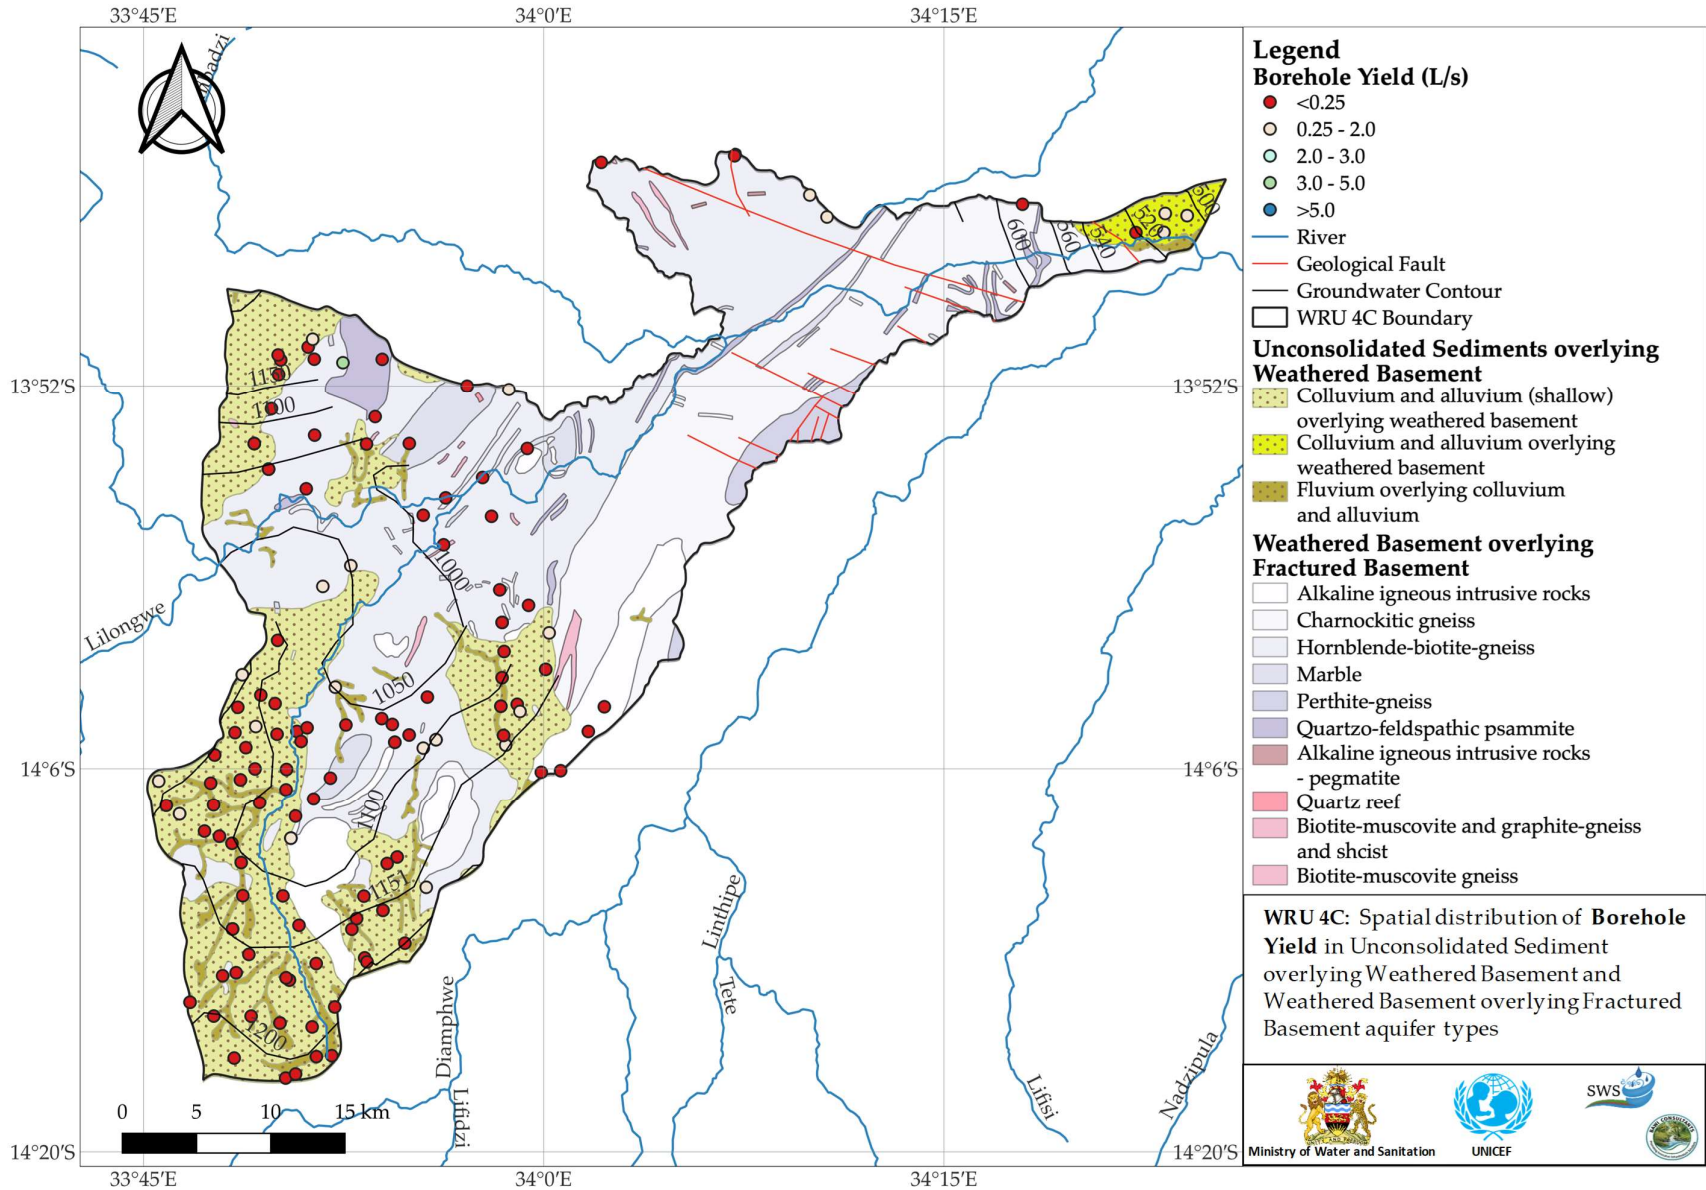 33°45'E
34°0'E
34°15'E
13°52'S
13°52'S
14°6'S
14°6'S
14°20'S
14°20'S
33°45'E
34°0'E
34°15'E
Lilongwe
Diamphwe
Lifidzi
Linthipe
Tete
Lifisi
Nadzipula
1150
1100
1000
1050
1100
1151
1200
600
560
540
520
500
0 5 10 15 km
Legend
Borehole Yield (L/s)
<0.25
0.25 - 2.0
2.0 - 3.0
3.0 - 5.0
>5.0
River
Geological Fault
Groundwater Contour
WRU 4C Boundary
Unconsolidated Sediments overlying
Weathered Basement
Colluvium and alluvium (shallow)
overlying weathered basement
Colluvium and alluvium overlying
weathered basement
Fluvium overlying colluvium
and alluvium
Weathered Basement overlying
Fractured Basement
Alkaline igneous intrusive rocks
Charnockitic gneiss
Hornblende-biotite-gneiss
Marble
Perthite-gneiss
Quartzo-feldspathic psammite
Alkaline igneous intrusive rocks
- pegmatite
Quartz reef
Biotite-muscovite and graphite-gneiss
and shcist
Biotite-muscovite gneiss
WRU 4C: Spatial distribution of Borehole
Yield in Unconsolidated Sediment
overlying Weathered Basement and
Weathered Basement overlying Fractured
Basement aquifer types
Ministry of Water and Sanitation
UNICEF
SWS